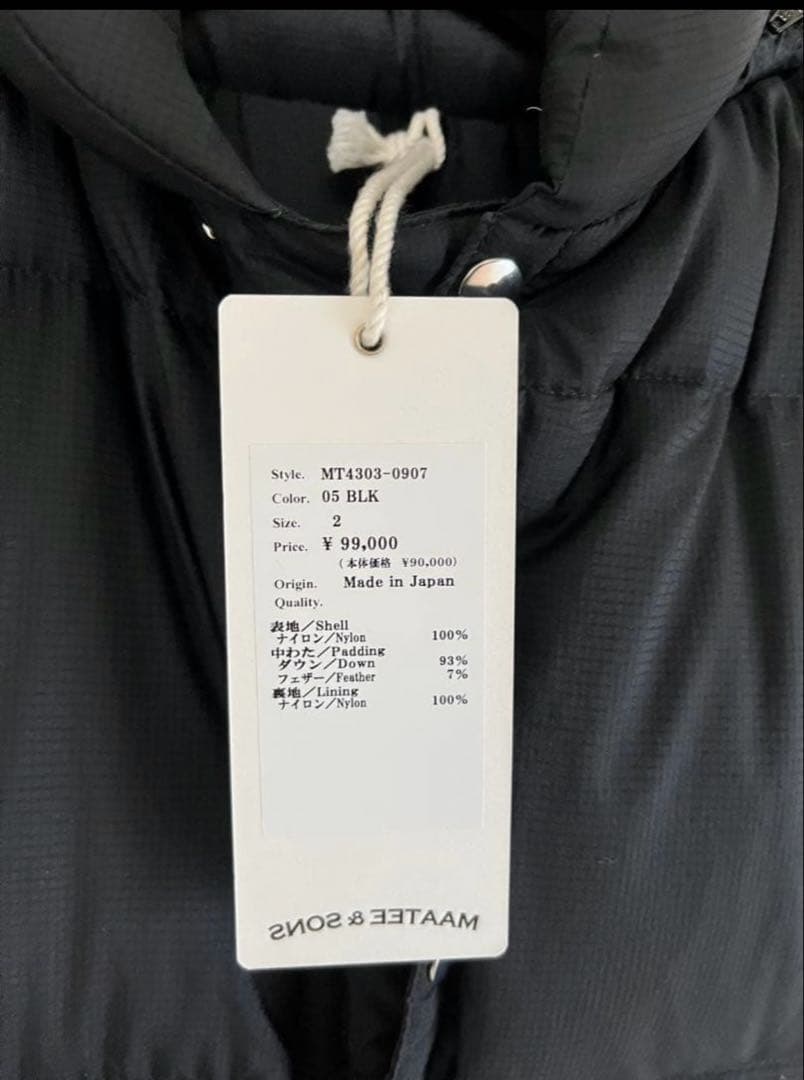 Style. MT4303-0907
Color. 05 BLK
Size. 2
Price. ¥ 99,000
(本体価格 ¥90,000)
Origin. Made in Japan
Quality.
表地／Shell
ナイロン／Nylon 100%
中わた／Padding
ダウン／Down 93%
フェザー／Feather 7%
裏地／Lining
ナイロン／Nylon 100%
MAATEE & SONS